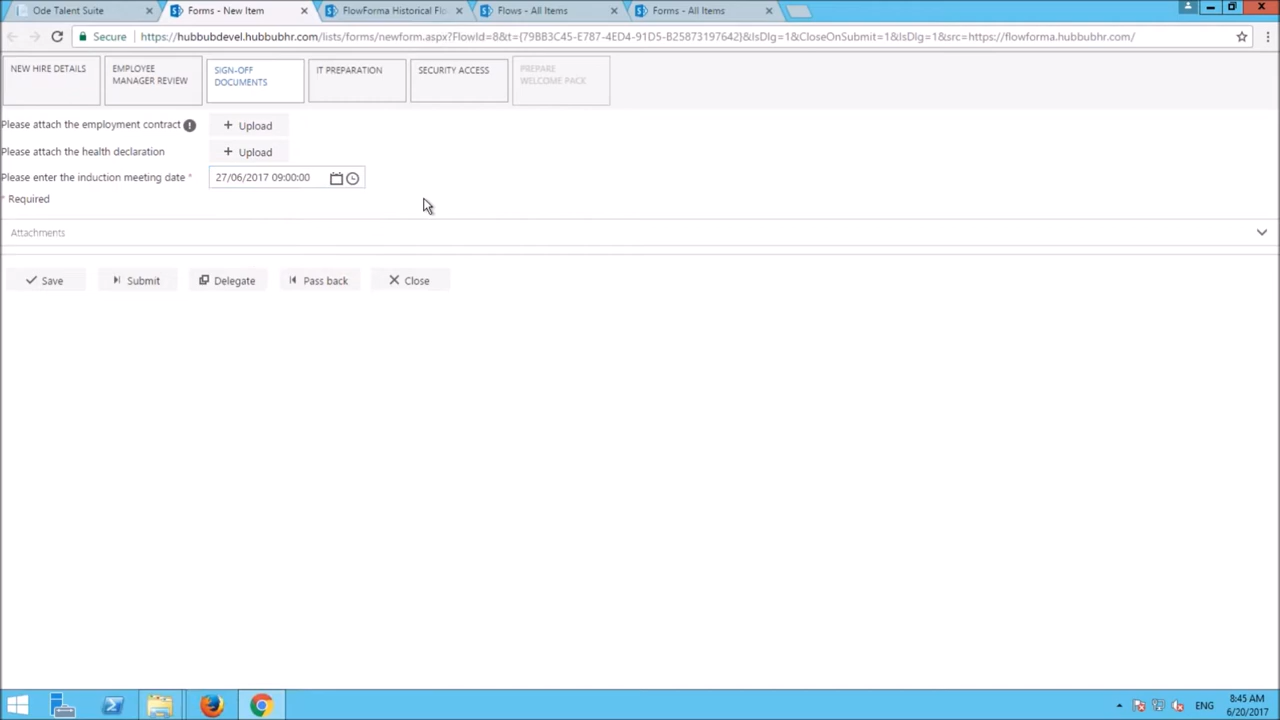 Ode Talent Suite
Forms - New Item
FlowForma Historical Fl
Flows - All Items
Forms - All Items
Secure
https://hubbubdevel.hubbubhr.com/lists/forms/newform.aspx?FlowId=8&t={79BB3C45-E787-4ED4-91D5-B25873197642}&IsDlg=1&CloseOnSubmit=1&IsDlg=1&src=https://flowforma.hubbubhr.com/
NEW HIRE DETAILS
EMPLOYEE
MANAGER REVIEW
SIGN-OFF
DOCUMENTS
IT PREPARATION
SECURITY ACCESS
PREPARE
WELCOME PACK
Please attach the employment contract ! + Upload
Please attach the health declaration + Upload
Please enter the induction meeting date * 27/06/2017 09:00:00
* Required
Attachments
Save
Submit
Delegate
Pass back
Close
ENG
8:45 AM
6/20/2017